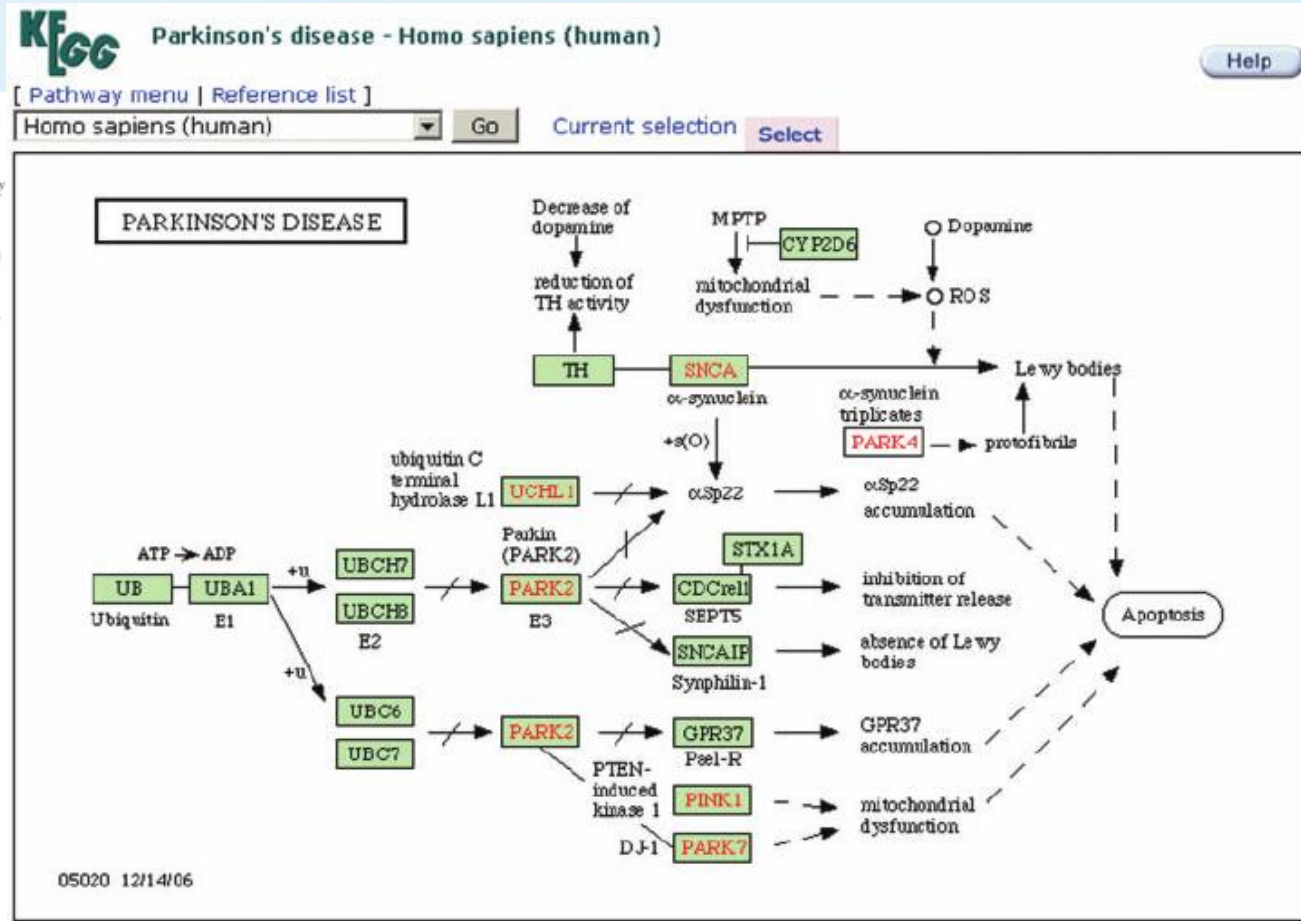 KEGG
Parkinson's disease - Homo sapiens (human)
Help
[ Pathway menu | Reference list ]
Homo sapiens (human)
Go
Current selection
Select
PARKINSON'S DISEASE
Decrease of
dopamine
reduction of
TH activity
MPTP
CYP2D6
mitochondrial
dysfunction
Dopamine
ROS
TH
SNCA
α-synuclein
Lewy bodies
α-synuclein
triplicates
PARK4
protofibrils
+s(O)
ubiquitin C
terminal
hydrolase L1
UCHL1
αSp22
αSp22
accumulation
Parkin
(PARK2)
STX1A
ATP → ADP
UB
UBA1
+u
UBCH7
UBCH8
PARK2
CDCrel1
inhibition of
transmitter release
Ubiquitin
E1
E2
E3
SEPT5
Apoptosis
SNCAIP
absence of Lewy
bodies
Synphilin-1
+u
UBC6
UBC7
PARK2
GPR37
Pael-R
GPR37
accumulation
PTEN-
induced
kinase 1
PINK1
mitochondrial
dysfunction
DJ-1
PARK7
05020 12/14/06